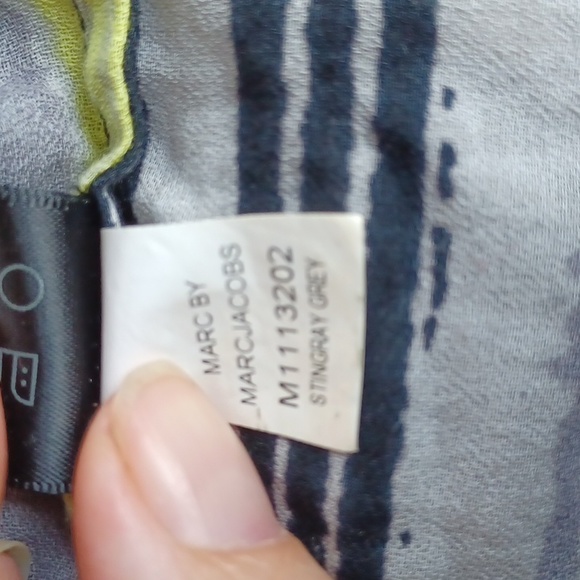 MARC BY
_MARCJACOBS
M1113202
STINGRAY GREY